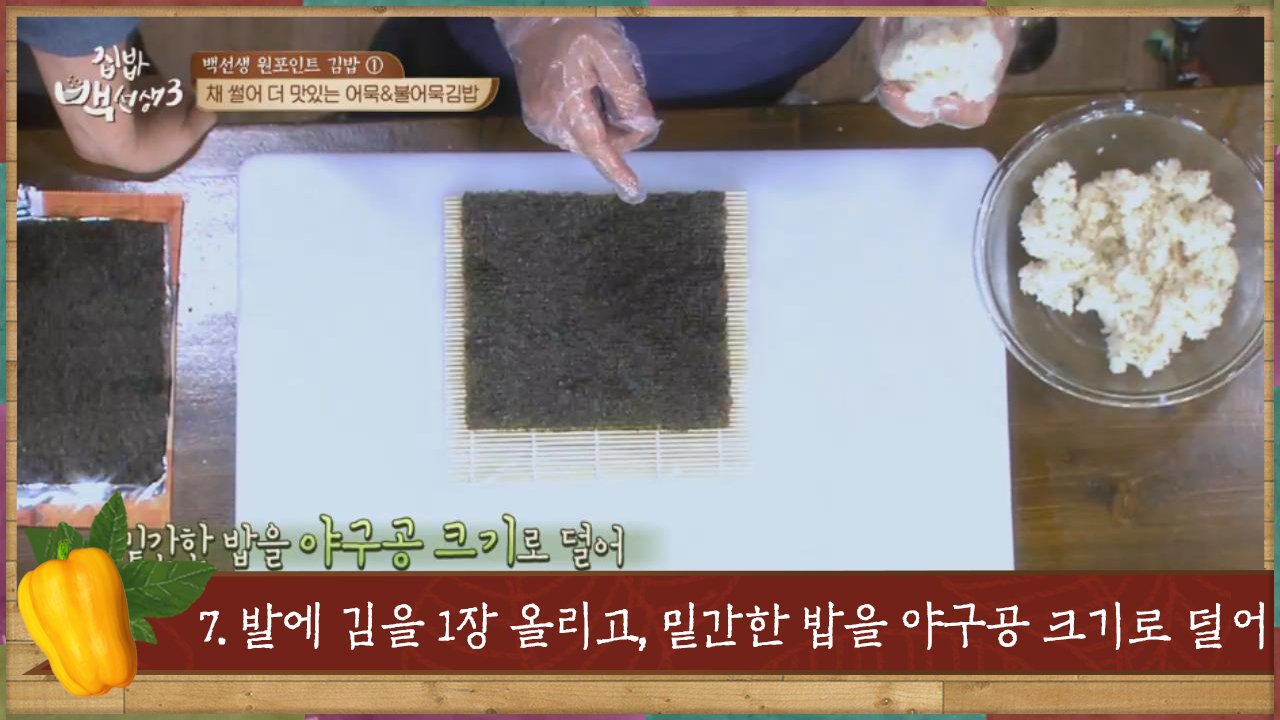 집밥
백선생3
백선생 원포인트 김밥 ①
채 썰어 더 맛있는 어묵&불어묵김밥
밑간한 밥을 야구공 크기로 덜어
7. 발에 김을 1장 올리고, 밑간한 밥을 야구공 크기로 덜어